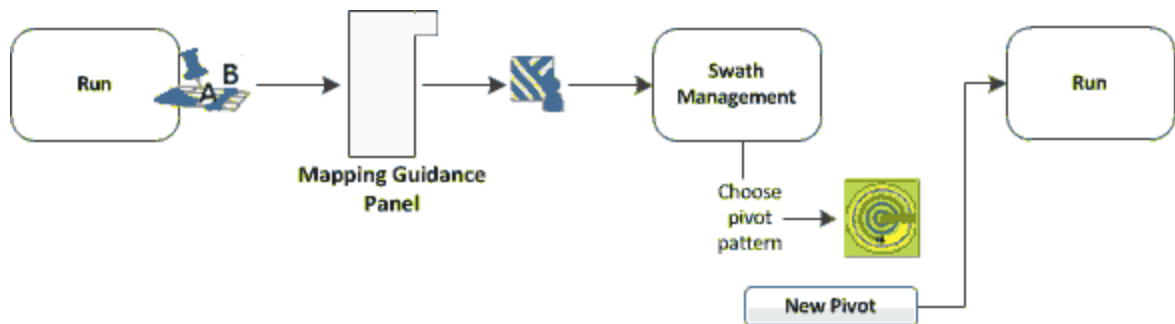 Run
A B
Mapping Guidance
Panel
Swath
Management
Choose
pivot
pattern
New Pivot
Run